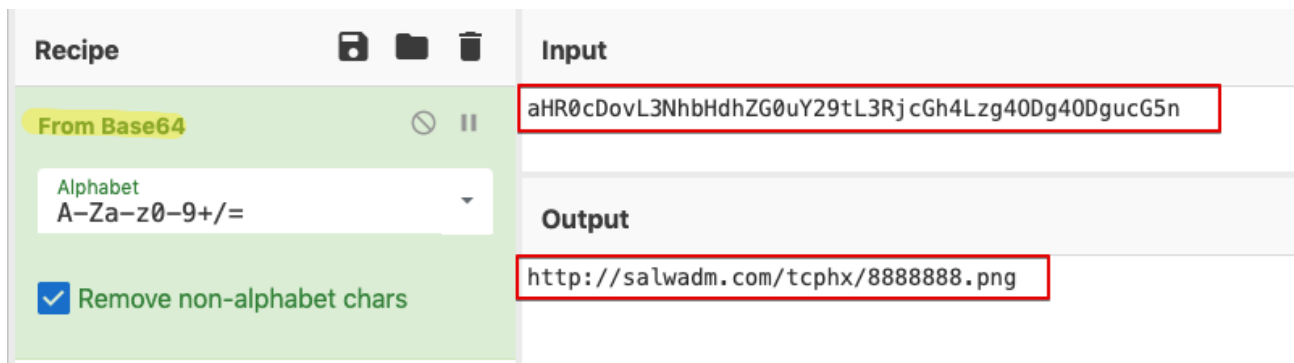 Recipe
From Base64
Alphabet
A-Za-z0-9+/=
Remove non-alphabet chars
Input
aHR0cDovL3NhbHdhZG0uY29tL3RjcGh4Lzg4ODg4ODgucG5n
Output
http://salwadm.com/tcphx/8888888.png